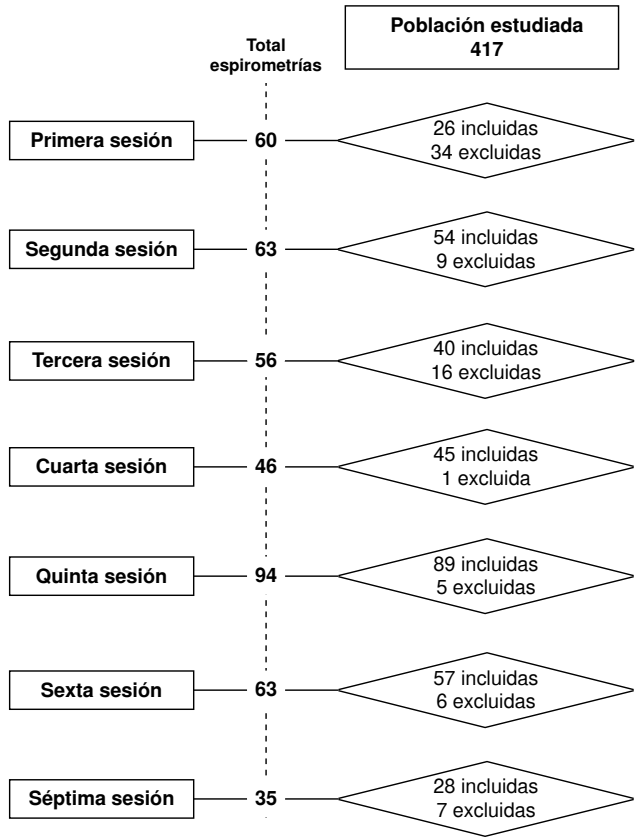 Población estudiada
417
Total
espirometrías
Primera sesión
60
26 incluidas
34 excluidas
Segunda sesión
63
54 incluidas
9 excluidas
Tercera sesión
56
40 incluidas
16 excluidas
Cuarta sesión
46
45 incluidas
1 excluida
Quinta sesión
94
89 incluidas
5 excluidas
Sexta sesión
63
57 incluidas
6 excluidas
Séptima sesión
35
28 incluidas
7 excluidas